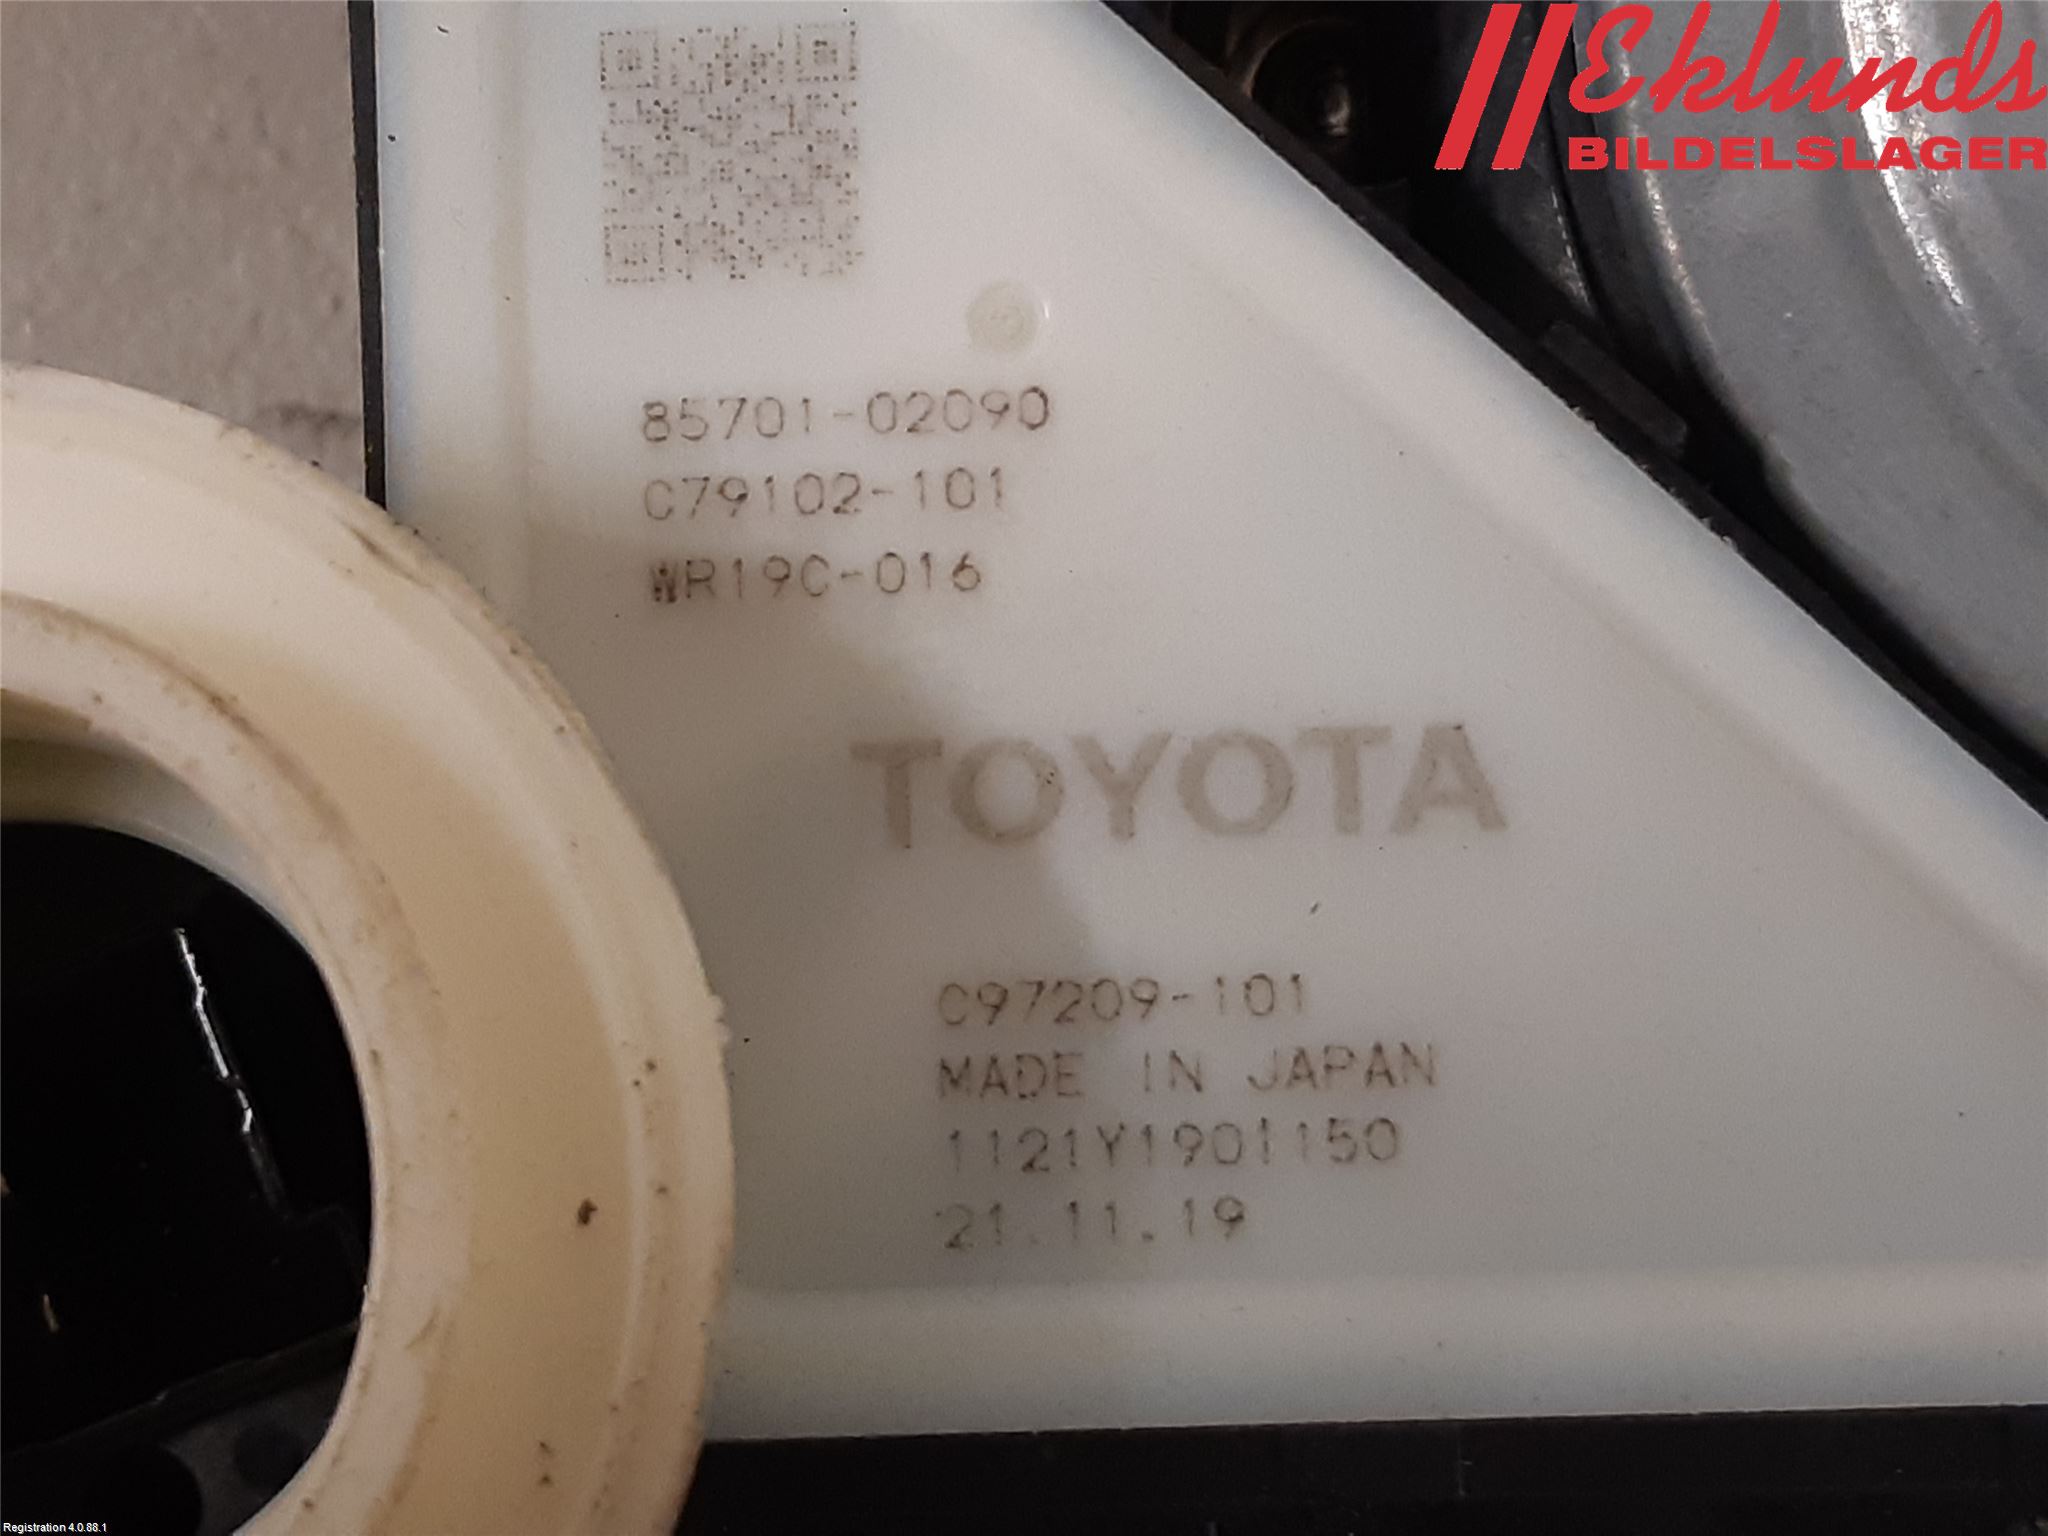 Eklunds
BILDELSLAGER
85701-02090
C79102-101
WR19C-016
TOYOTA
C97209-101
MADE IN JAPAN
1121Y1901150
21.11.19
Registration 4.0.88.1